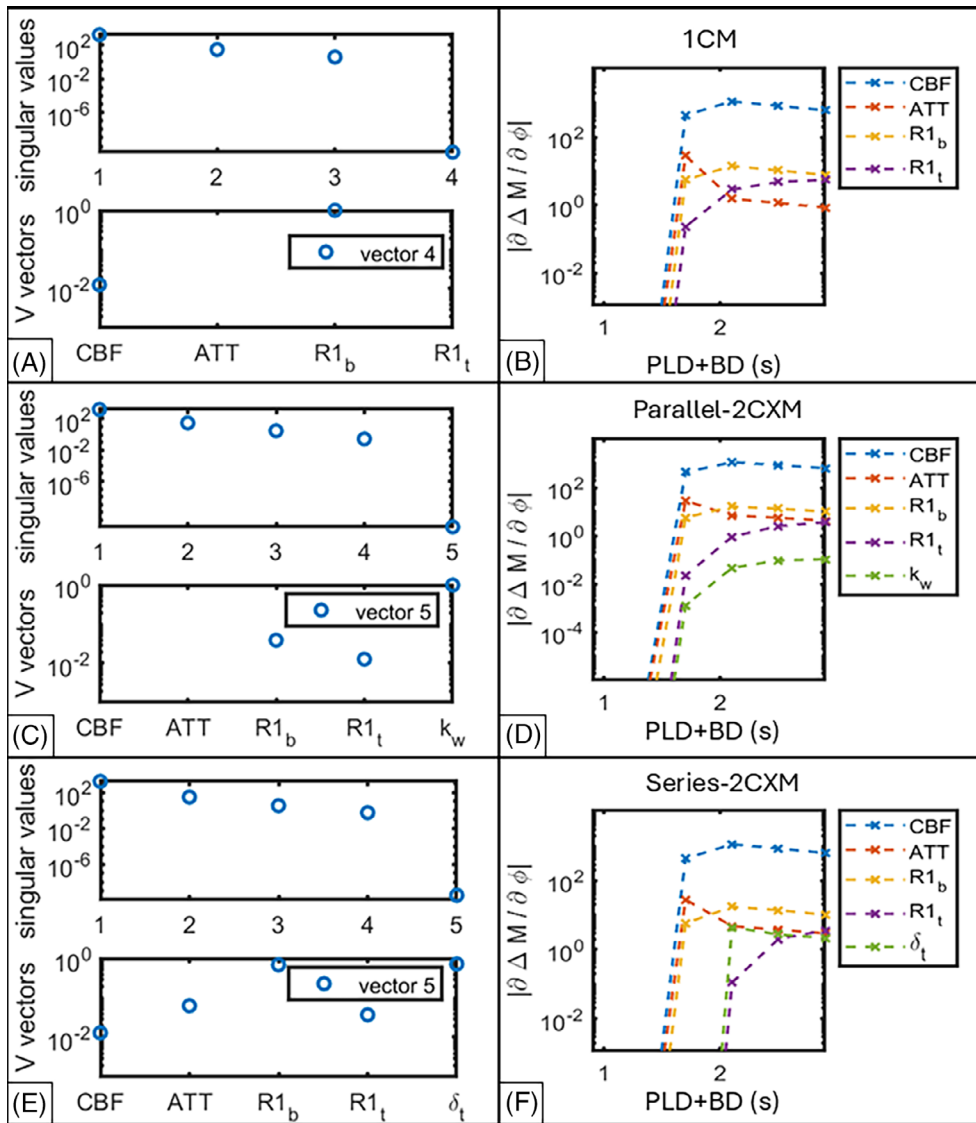 singular values
10^2
10^-2
10^-6
1 2 3 4
V vectors
10^0
10^-2
vector 4
CBF ATT R1_b R1_t
(A)
1CM
|∂ Δ M / ∂ ϕ|
10^2
10^0
10^-2
1 2
PLD+BD (s)
CBF
ATT
R1_b
R1_t
(B)
singular values
10^2
10^-2
10^-6
1 2 3 4 5
V vectors
10^0
10^-2
vector 5
CBF ATT R1_b R1_t k_w
(C)
Parallel-2CXM
|∂ Δ M / ∂ ϕ|
10^2
10^0
10^-2
10^-4
1 2
PLD+BD (s)
CBF
ATT
R1_b
R1_t
k_w
(D)
singular values
10^2
10^-2
10^-6
1 2 3 4 5
V vectors
10^0
10^-2
vector 5
CBF ATT R1_b R1_t δ_t
(E)
Series-2CXM
|∂ Δ M / ∂ ϕ|
10^2
10^0
10^-2
1 2
PLD+BD (s)
CBF
ATT
R1_b
R1_t
δ_t
(F)